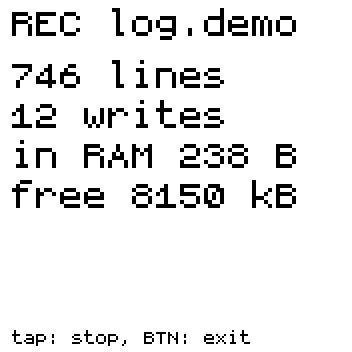 REC log.demo
746 lines
12 writes
in RAM 238 B
free 8150 kB
tap: stop, BTN: exit